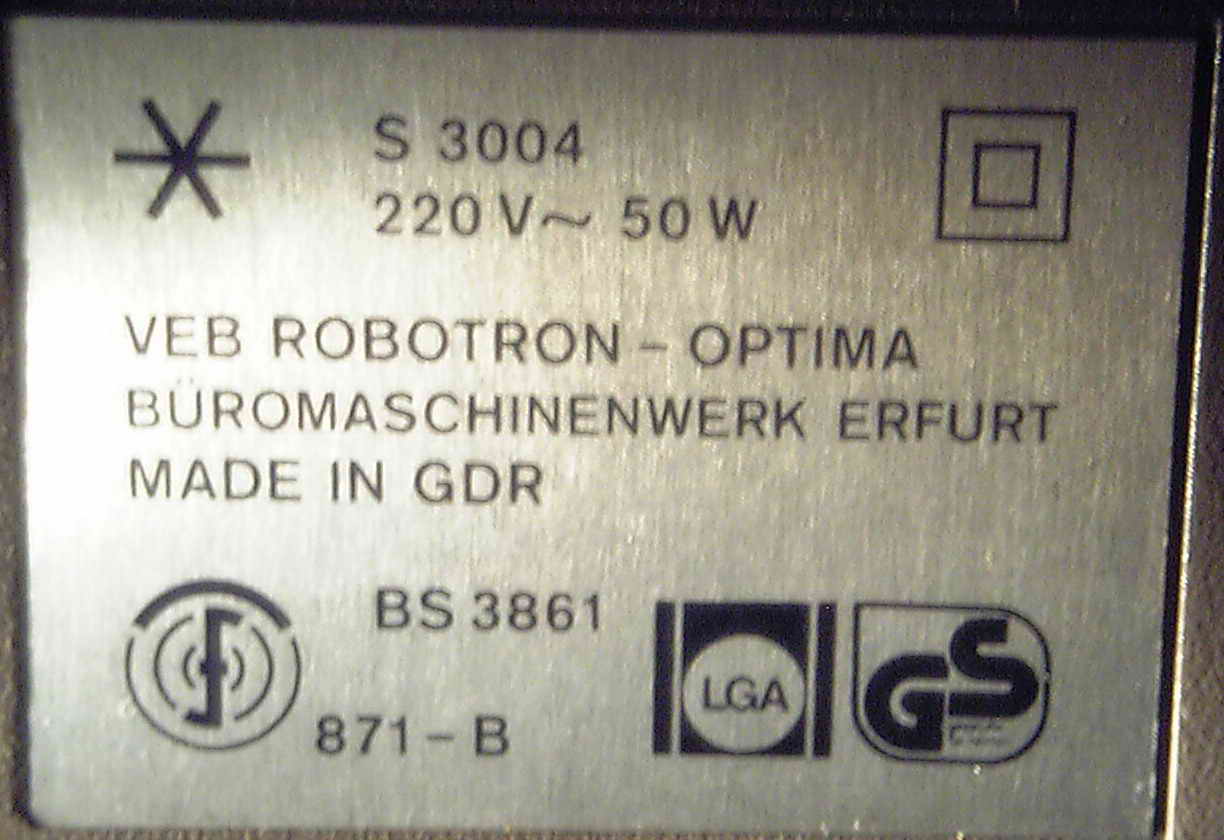 S 3004
220 V~ 50 W
VEB ROBOTRON – OPTIMA
BÜROMASCHINENWERK ERFURT
MADE IN GDR
BS 3861
871 – B
LGA
GS